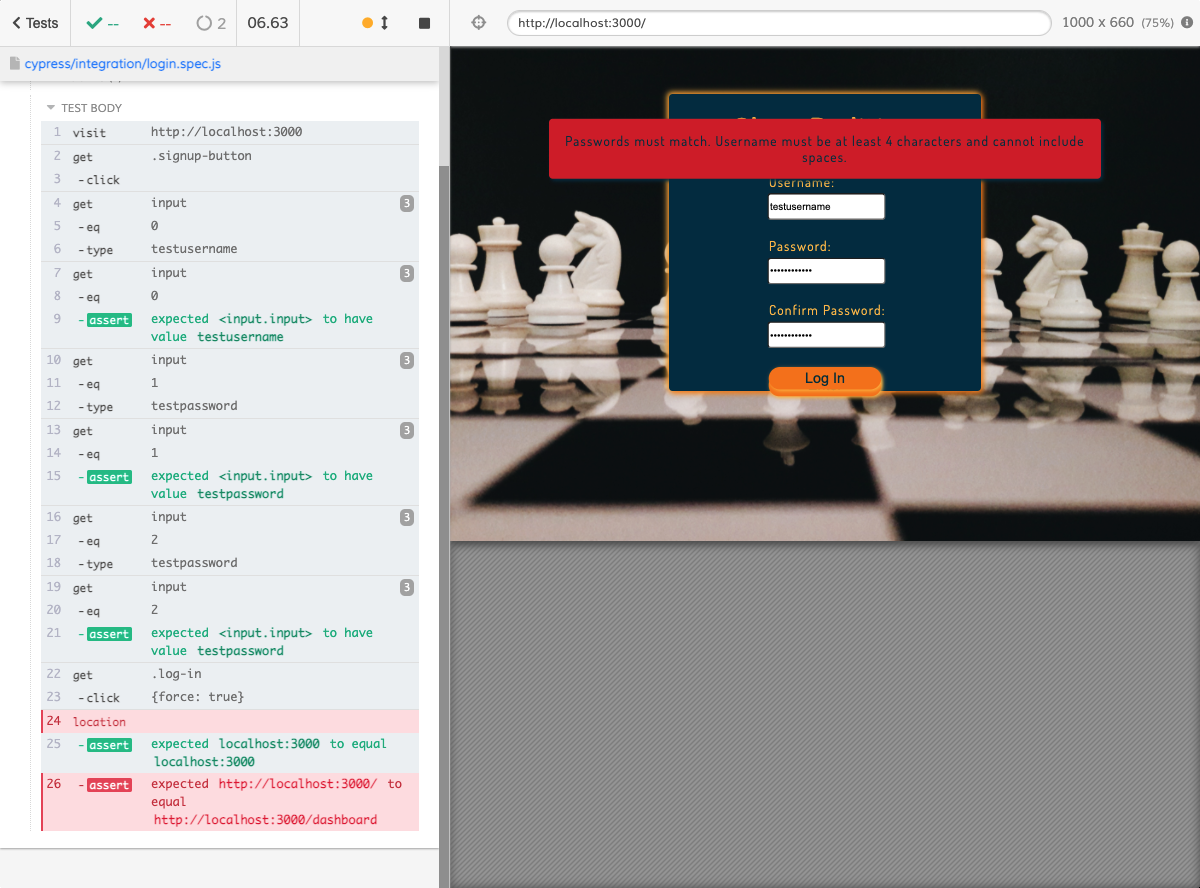 Tests
--
--
2
06.63
http://localhost:3000/
1000 x 660 (75%)
cypress/integration/login.spec.js
TEST BODY
1 visit http://localhost:3000
2 get .signup-button
3 - click
4 get input 3
5 - eq 0
6 - type testusername
7 get input 3
8 - eq 0
9 - assert expected <input.input> to have
value testusername
10 get input 3
11 - eq 1
12 - type testpassword
13 get input 3
14 - eq 1
15 - assert expected <input.input> to have
value testpassword
16 get input 3
17 - eq 2
18 - type testpassword
19 get input 3
20 - eq 2
21 - assert expected <input.input> to have
value testpassword
22 get .log-in
23 - click {force: true}
24 location
25 - assert expected localhost:3000 to equal
localhost:3000
26 - assert expected http://localhost:3000/ to
equal
http://localhost:3000/dashboard
Passwords must match. Username must be at least 4 characters and cannot include
spaces.
Username:
testusername
Password:
••••••••••••
Confirm Password:
••••••••••••
Log In